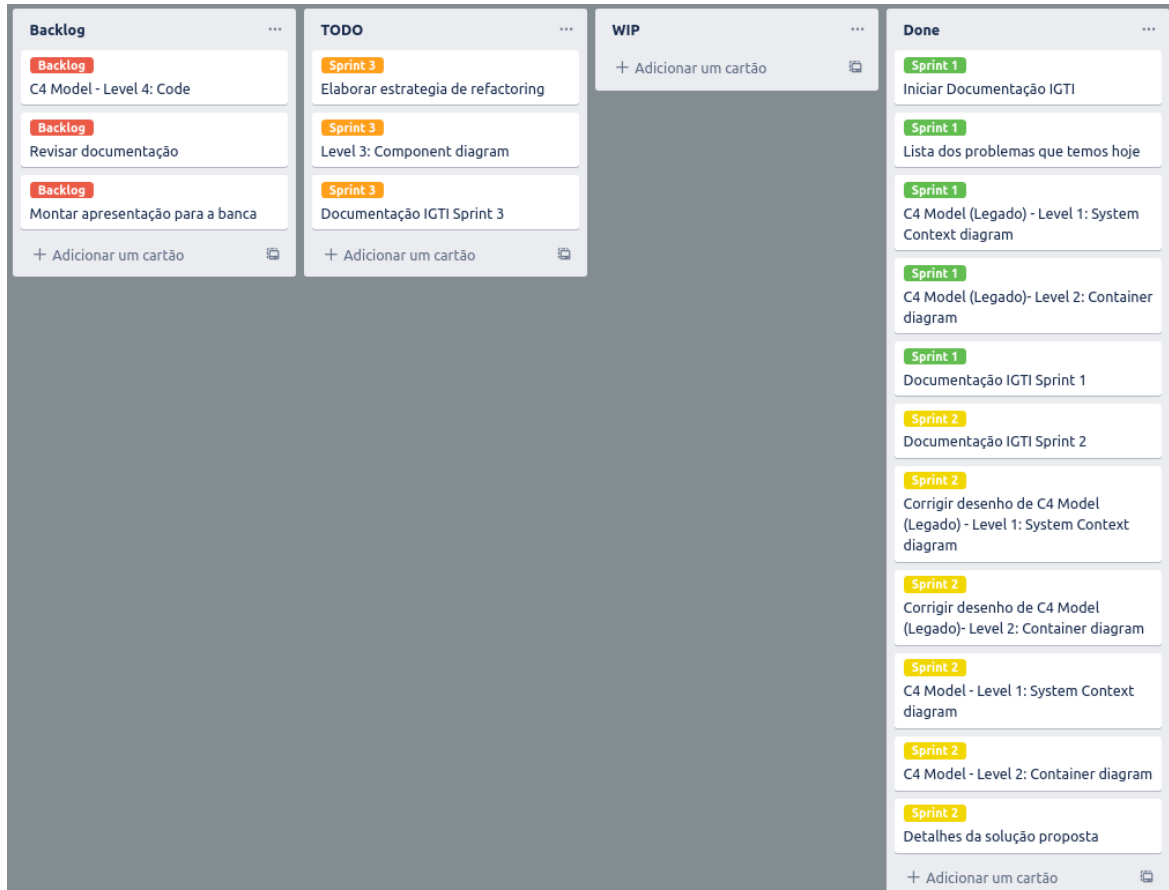 Backlog
Backlog
C4 Model - Level 4: Code
Backlog
Revisar documentação
Backlog
Montar apresentação para a banca
+ Adicionar um cartão
TODO
Sprint 3
Elaborar estrategia de refactoring
Sprint 3
Level 3: Component diagram
Sprint 3
Documentação IGTI Sprint 3
+ Adicionar um cartão
WIP
+ Adicionar um cartão
Done
Sprint 1
Iniciar Documentação IGTI
Sprint 1
Lista dos problemas que temos hoje
Sprint 1
C4 Model (Legado) - Level 1: System
Context diagram
Sprint 1
C4 Model (Legado)- Level 2: Container
diagram
Sprint 1
Documentação IGTI Sprint 1
Sprint 2
Documentação IGTI Sprint 2
Sprint 2
Corrigir desenho de C4 Model
(Legado) - Level 1: System Context
diagram
Sprint 2
Corrigir desenho de C4 Model
(Legado)- Level 2: Container diagram
Sprint 2
C4 Model - Level 1: System Context
diagram
Sprint 2
C4 Model - Level 2: Container diagram
Sprint 2
Detalhes da solução proposta
+ Adicionar um cartão